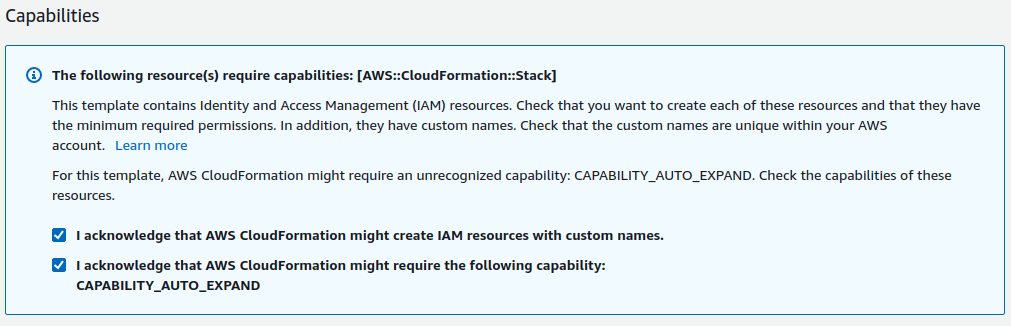 Capabilities
The following resource(s) require capabilities: [AWS::CloudFormation::Stack]
This template contains Identity and Access Management (IAM) resources. Check that you want to create each of these resources and that they have
the minimum required permissions. In addition, they have custom names. Check that the custom names are unique within your AWS
account. Learn more
For this template, AWS CloudFormation might require an unrecognized capability: CAPABILITY_AUTO_EXPAND. Check the capabilities of these
resources.
I acknowledge that AWS CloudFormation might create IAM resources with custom names.
I acknowledge that AWS CloudFormation might require the following capability:
CAPABILITY_AUTO_EXPAND